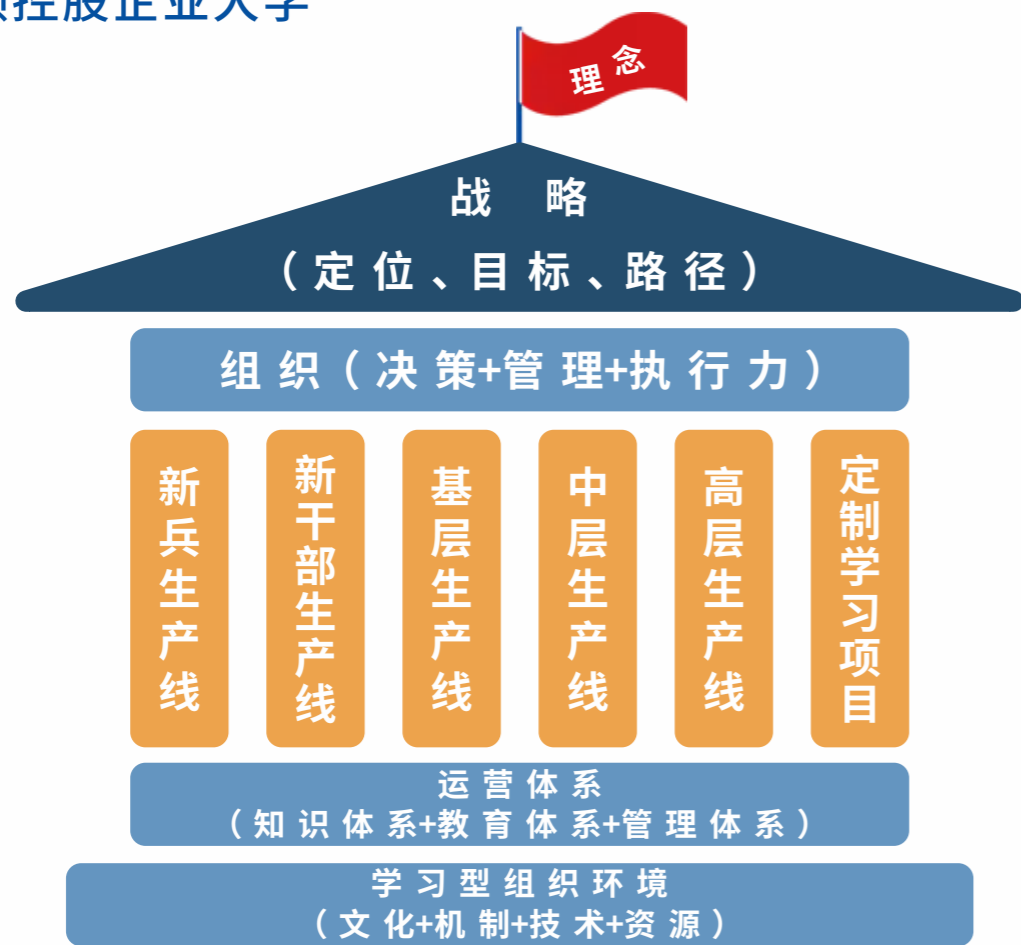 控股企业大学
理念
战略
（定位、目标、路径）
组织（决策+管理+执行力）
新兵生产线
新干部生产线
基层生产线
中层生产线
高层生产线
定制学习项目
运营体系
（知识体系+教育体系+管理体系）
学习型组织环境
（文化+机制+技术+资源）